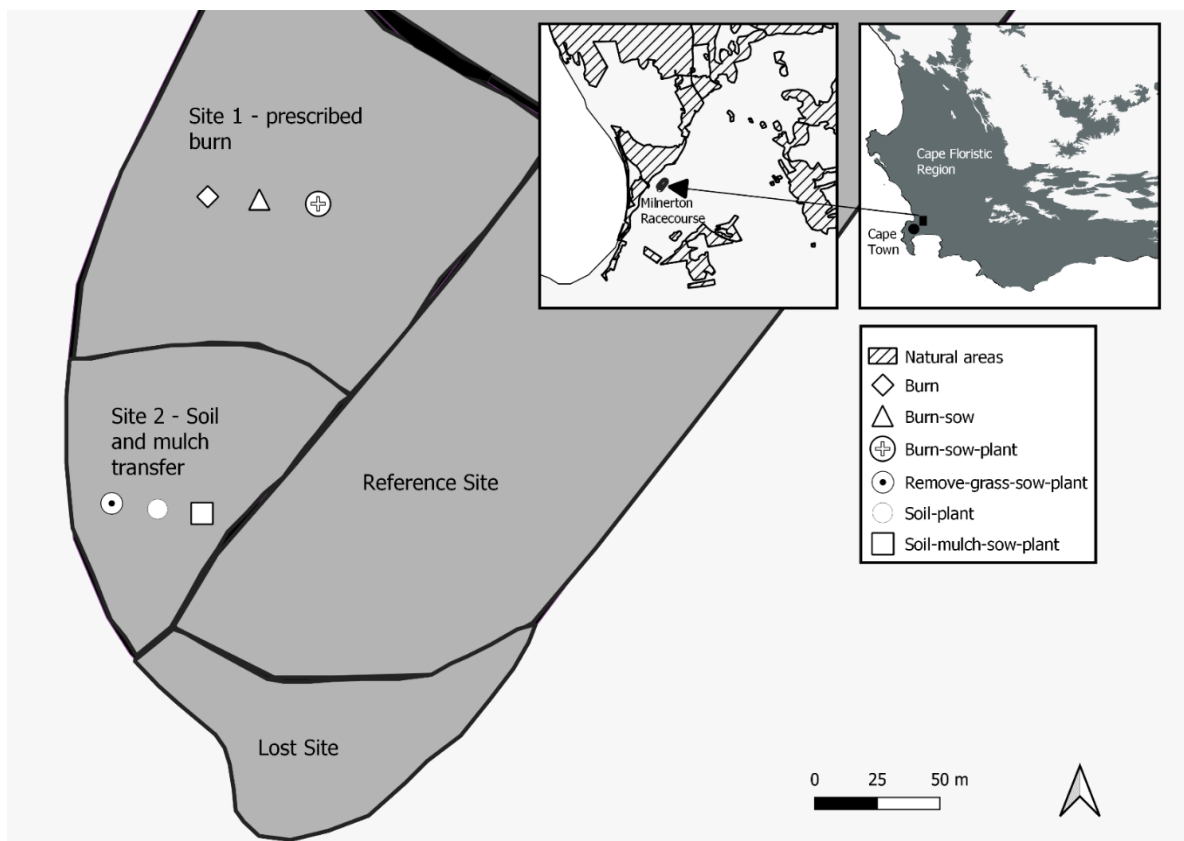 Site 1 - prescribed
burn
Site 2 - Soil
and mulch
transfer
Reference Site
Lost Site
Milnerton
Racecourse
Cape Floristic
Region
Cape
Town
Natural areas
Burn
Burn-sow
Burn-sow-plant
Remove-grass-sow-plant
Soil-plant
Soil-mulch-sow-plant
0 25 50 m